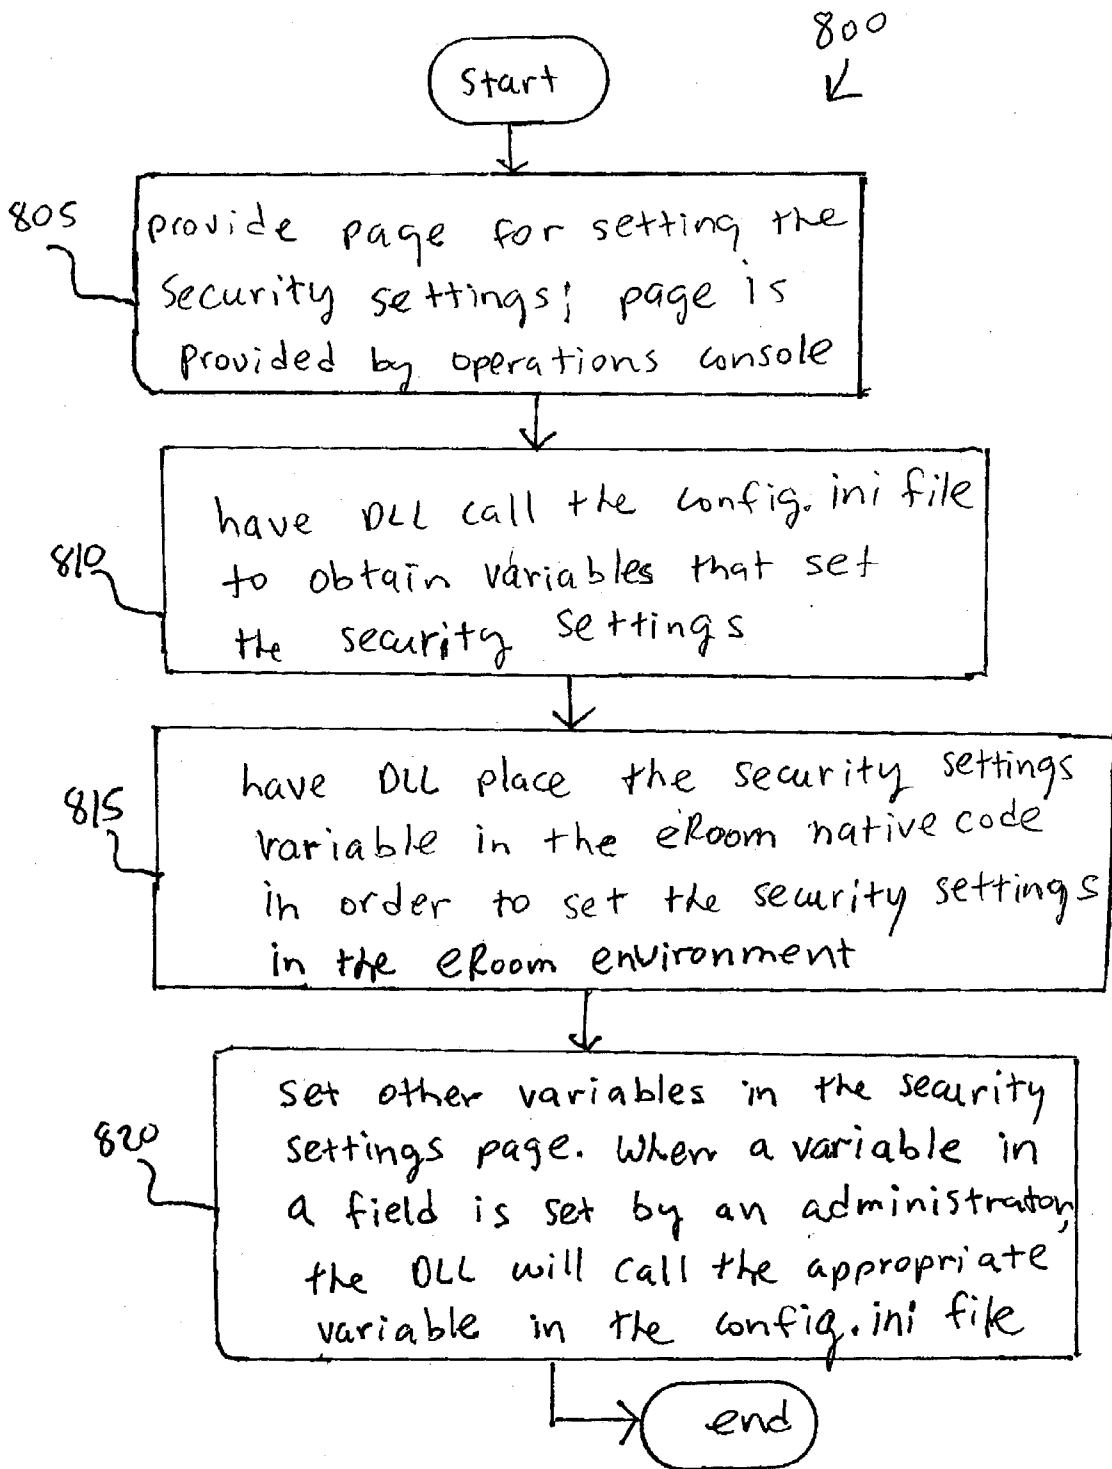 800
start
805
provide page for setting the
security settings; page is
provided by operations console
810
have DLL call the config.ini file
to obtain variables that set
the security settings
815
have DLL place the security settings
variable in the eRoom native code
in order to set the security settings
in the eRoom environment
820
set other variables in the security
settings page. When a variable in
a field is set by an administrator,
the DLL will call the appropriate
variable in the config.ini file
end